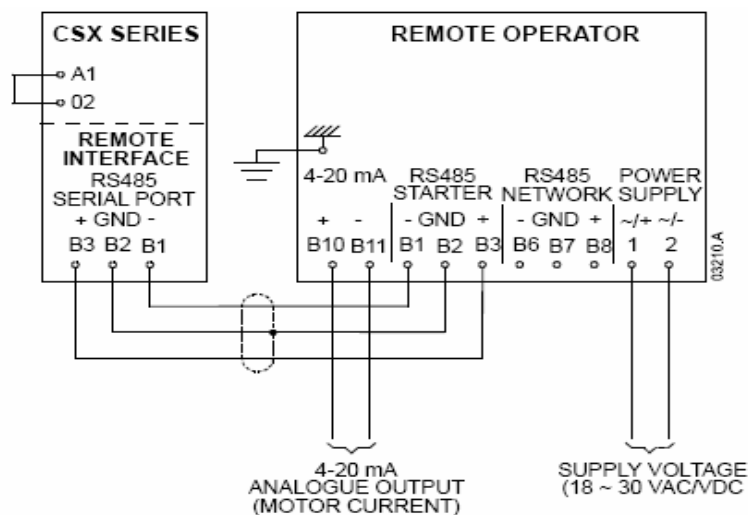 CSX SERIES
A1
02
REMOTE
INTERFACE
RS485
SERIAL PORT
+ GND -
B3 B2 B1
REMOTE OPERATOR
4-20 mA
+ -
B10 B11
RS485
STARTER
- GND +
B1 B2 B3
RS485
NETWORK
- GND +
B6 B7 B8
POWER
SUPPLY
~/+ ~/-
1 2
03210.A
4-20 mA
ANALOGUE OUTPUT
(MOTOR CURRENT)
SUPPLY VOLTAGE
(18 ~ 30 VAC/VDC